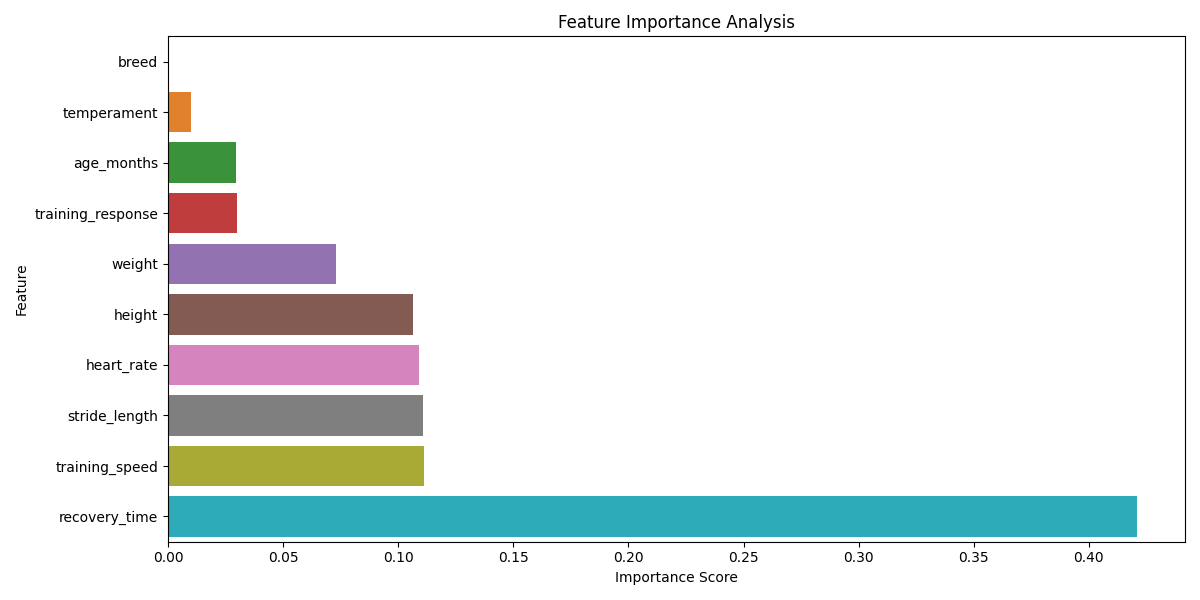 Feature Importance Analysis
breed
temperament
age_months
training_response
weight
height
heart_rate
stride_length
training_speed
recovery_time
Feature
0.00 0.05 0.10 0.15 0.20 0.25 0.30 0.35 0.40
Importance Score